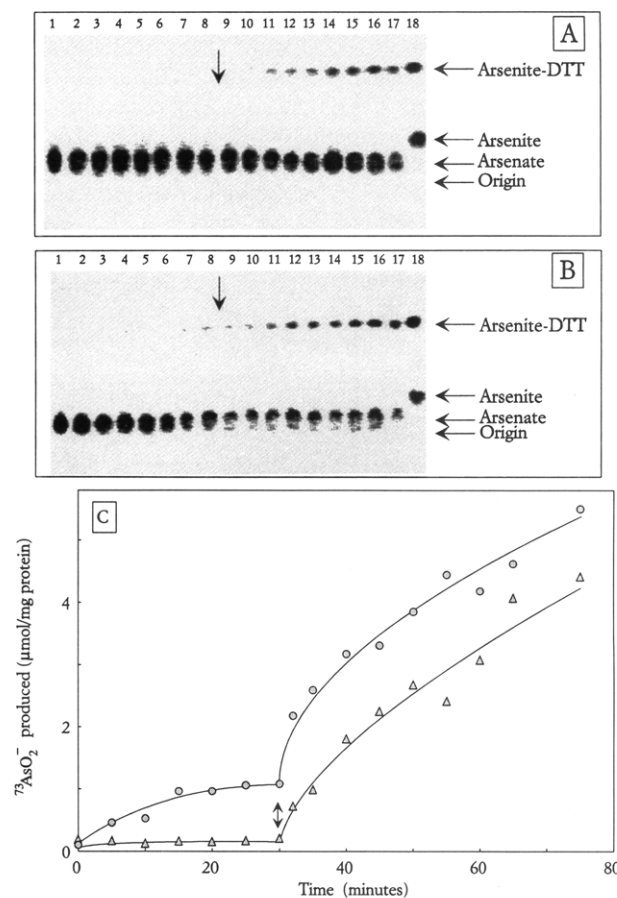 1 2 3 4 5 6 7 8 9 10 11 12 13 14 15 16 17 18
A
Arsenite-DTT
Arsenite
Arsenate
Origin
1 2 3 4 5 6 7 8 9 10 11 12 13 14 15 16 17 18
B
Arsenite-DTT
Arsenite
Arsenate
Origin
C
⁷³AsO₂⁻ produced (µmol/mg protein)
4
2
0
0 20 40 60 80
Time (minutes)